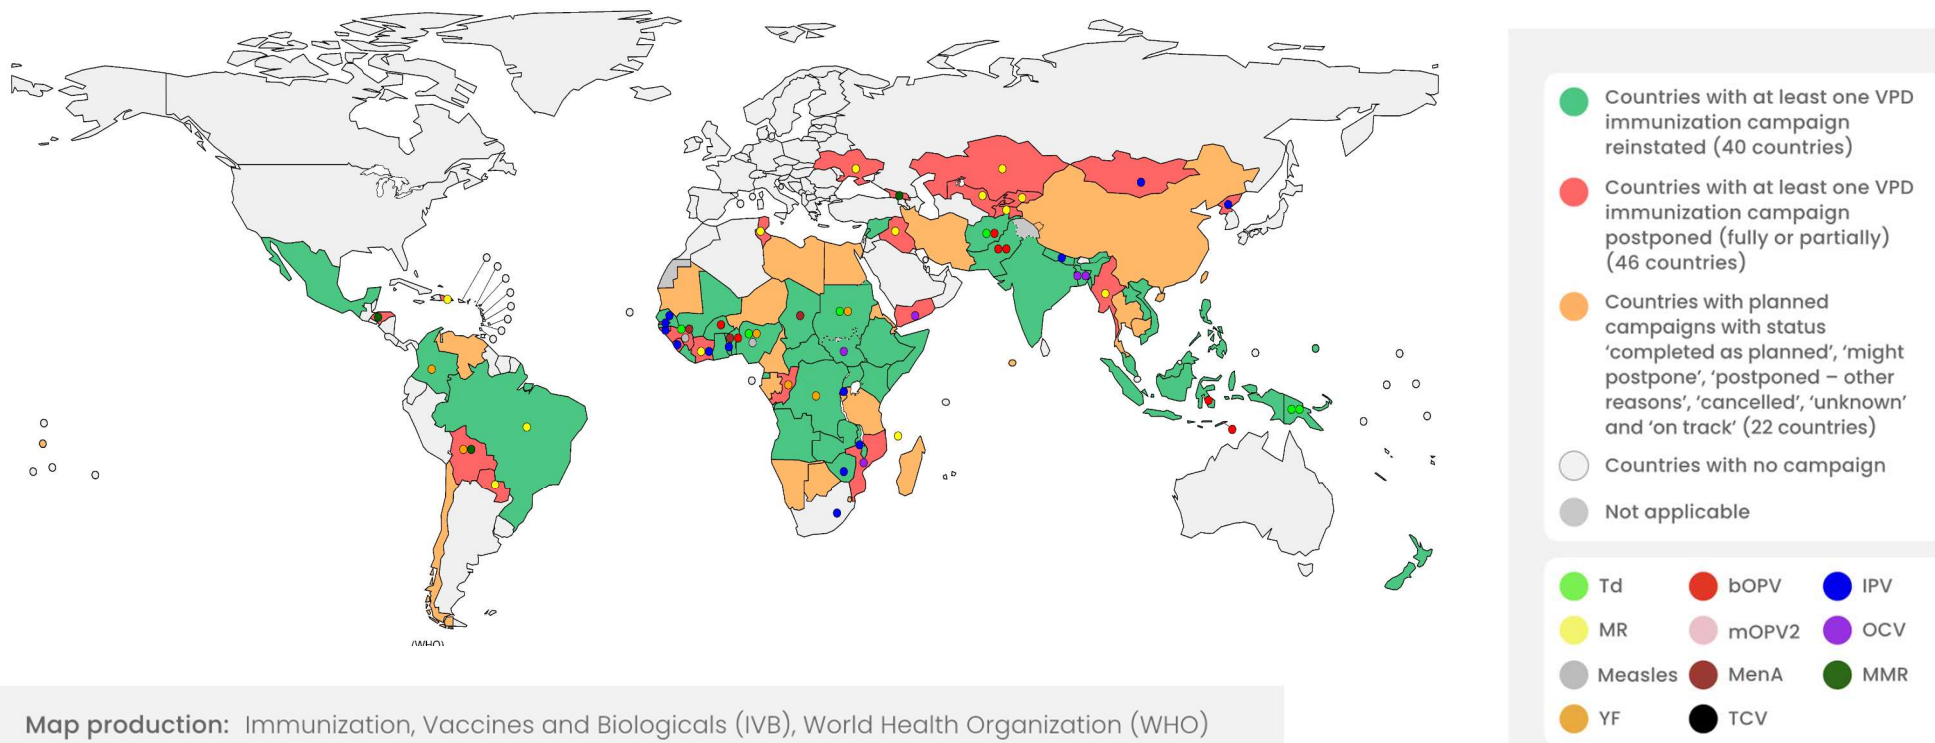 Countries with at least one VPD
immunization campaign
reinstated (40 countries)
Countries with at least one VPD
immunization campaign
postponed (fully or partially)
(46 countries)
Countries with planned
campaigns with status
‘completed as planned’, ‘might
postpone’, ‘postponed – other
reasons’, ‘cancelled’, ‘unknown’
and ‘on track’ (22 countries)
Countries with no campaign
Not applicable
Td
bOPV
IPV
MR
mOPV2
OCV
Measles
MenA
MMR
YF
TCV
(WHO)
Map production: Immunization, Vaccines and Biologicals (IVB), World Health Organization (WHO)